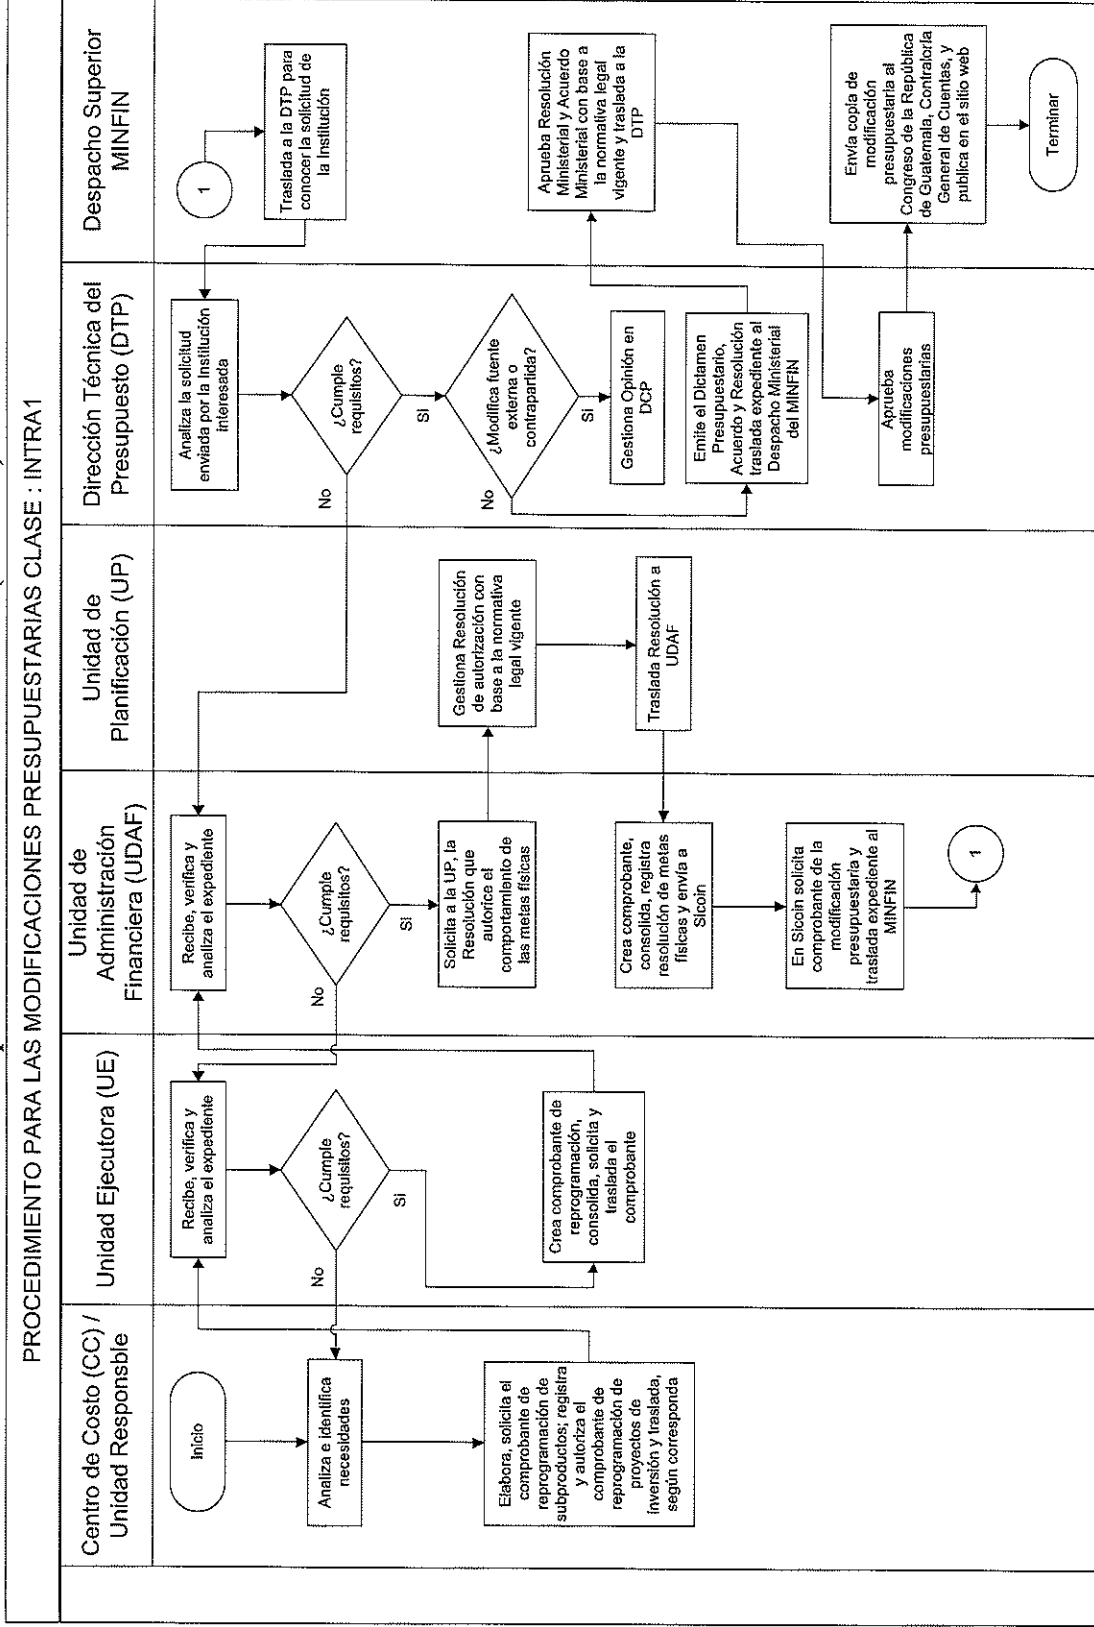 PROCEDIMIENTO PARA LAS MODIFICACIONES PRESUPUESTARIAS CLASE : INTRA1
Centro de Costo (CC) /
Unidad Responsble
Unidad Ejecutora (UE)
Unidad de
Administración
Financiera (UDAF)
Unidad de
Planificación (UP)
Dirección Técnica del
Presupuesto (DTP)
Despacho Superior
MINFIN
Inicio
Analiza e identifica
necesidades
Elabora, solicita el
comprobante de
reprogramación de
subproductos; registra
y autoriza el
comprobante de
reprogramación de
proyectos de
inversión y traslada,
según corresponda
Recibe, verifica y
analiza el expediente
¿Cumple
requisitos?
No
Si
Crea comprobante de
reprogramación,
consolida, solicita y
traslada el
comprobante
Recibe, verifica y
analiza el expediente
¿Cumple
requisitos?
No
Si
Solicita a la UP, la
Resolución que
autorice el
comportamiento de
las metas físicas
Crea comprobante,
consolida, registra
resolución de metas
físicas y envía a
Sicoin
En Sicoin solicita
comprobante de la
modificación
presupuestaria y
traslada expediente al
MINFIN
1
Gestiona Resolución
de autorización con
base a la normativa
legal vigente
Traslada Resolución a
UDAF
Analiza la solicitud
enviada por la Institución
interesada
¿Cumple
requisitos?
No
Si
¿Modifica fuente
externa o
contrapartida?
No
Si
Gestiona Opinión en
DCP
Emite el Dictamen
Presupuestario,
Acuerdo y Resolución
traslada expediente al
Despacho Ministerial
del MINFIN
Aprueba
modificaciones
presupuestarias
1
Traslada a la DTP para
conocer la solicitud de
la Institución
Aprueba Resolución
Ministerial y Acuerdo
Ministerial con base a
la normativa legal
vigente y traslada a la
DTP
Envía copia de
modificación
presupuestaria al
Congreso de la República
de Guatemala, Contraloría
General de Cuentas, y
publica en el sitio web
Terminar